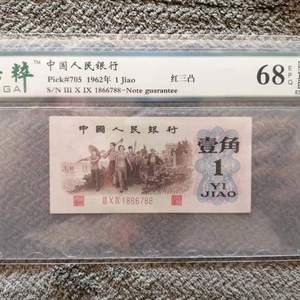 粹
GA
中国人民银行
Pick#705 1962年 1 Jiao 红三凸
S/N III X IX 1866788-Note guarantee
68
EPQ
中国人民银行
壹角
1
YI
JIAO
III X IX 1866788